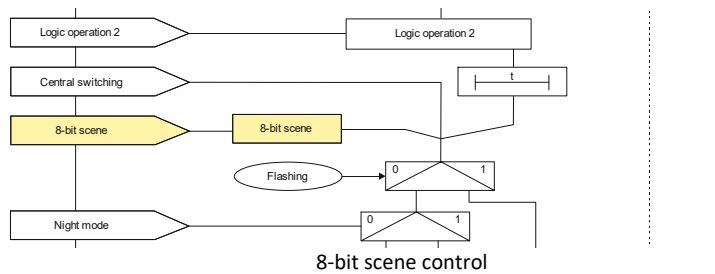 Logic operation 2
Logic operation 2
Central switching
t
8-bit scene
8-bit scene
0 1
Flashing
Night mode
0 1
8-bit scene control